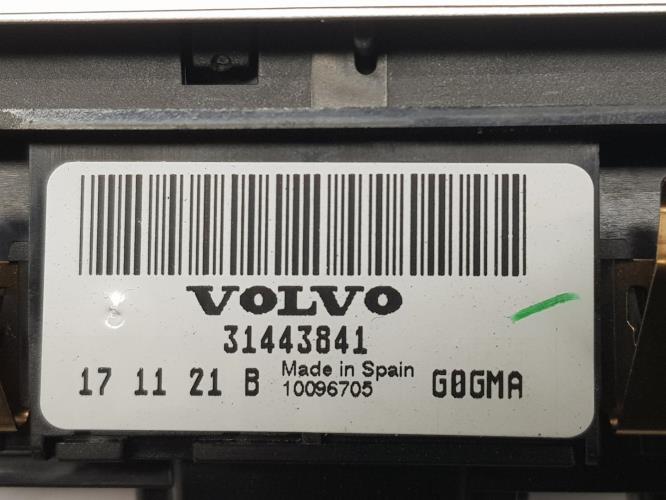 VOLVO
31443841
17 11 21 B Made in Spain G0GMA
10096705